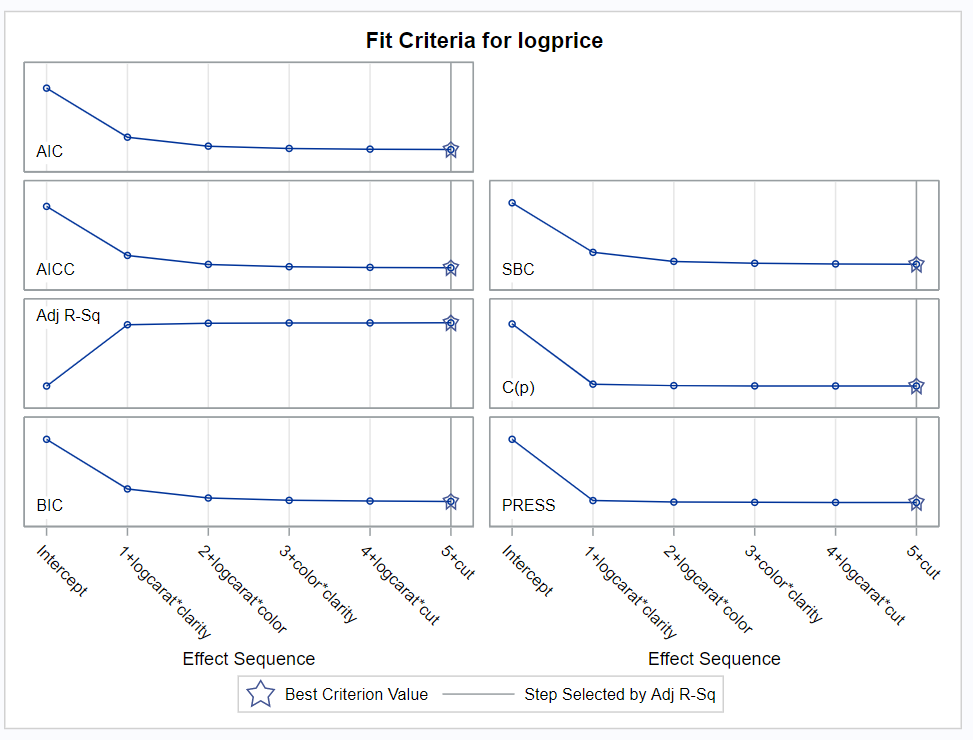 Fit Criteria for logprice
AIC
AICC
SBC
Adj R-Sq
C(p)
BIC
PRESS
Intercept
1+logcarat*clarity
2+logcarat*color
3+color*clarity
4+logcarat*cut
5+cut
Intercept
1+logcarat*clarity
2+logcarat*color
3+color*clarity
4+logcarat*cut
5+cut
Effect Sequence
Effect Sequence
Best Criterion Value
Step Selected by Adj R-Sq